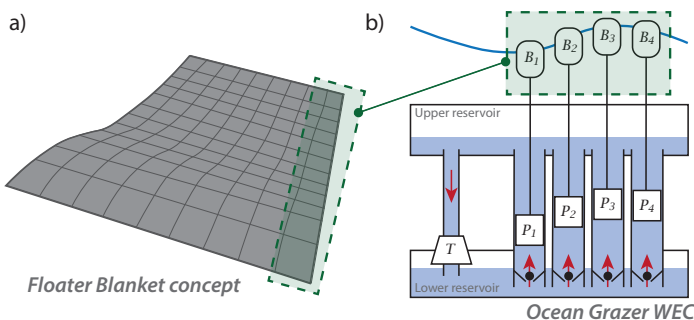 a)
Floater Blanket concept
b)
B1
B2
B3
B4
Upper reservoir
P1
P2
P3
P4
T
Lower reservoir
Ocean Grazer WEC